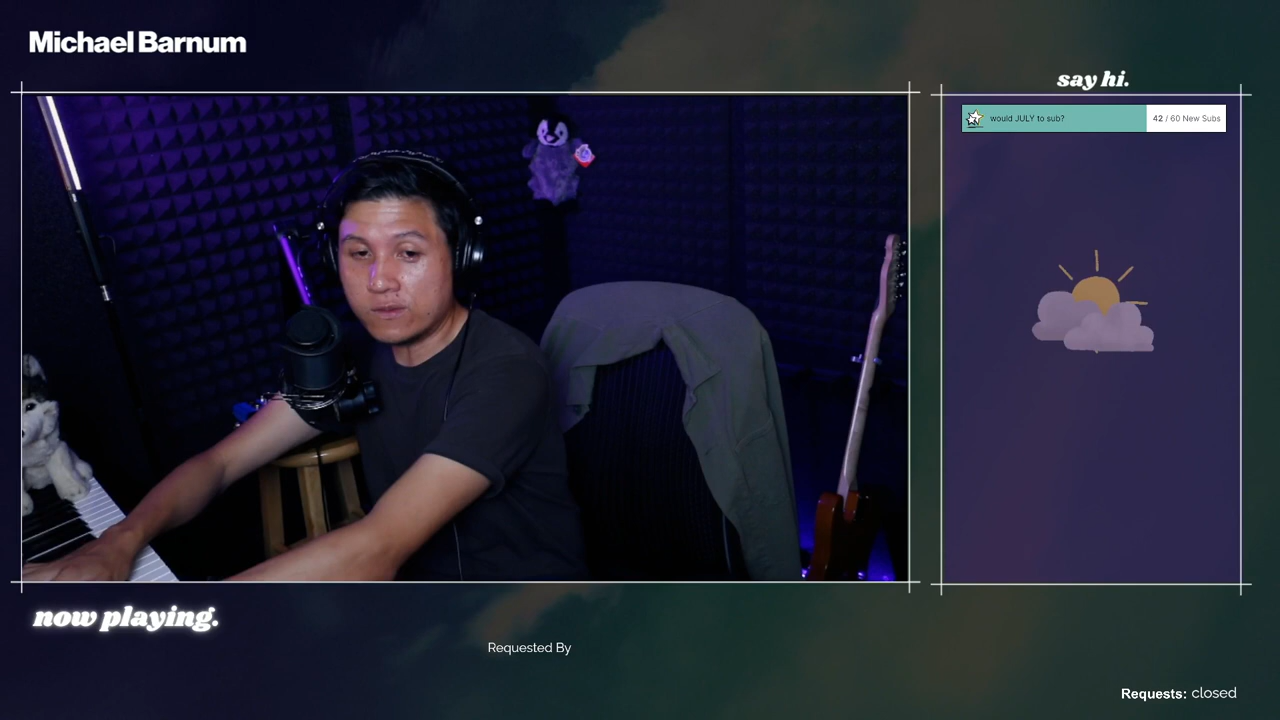 Michael Barnum
say hi.
would JULY to sub?
42 / 60 New Subs
now playing.
Requested By
Requests: closed